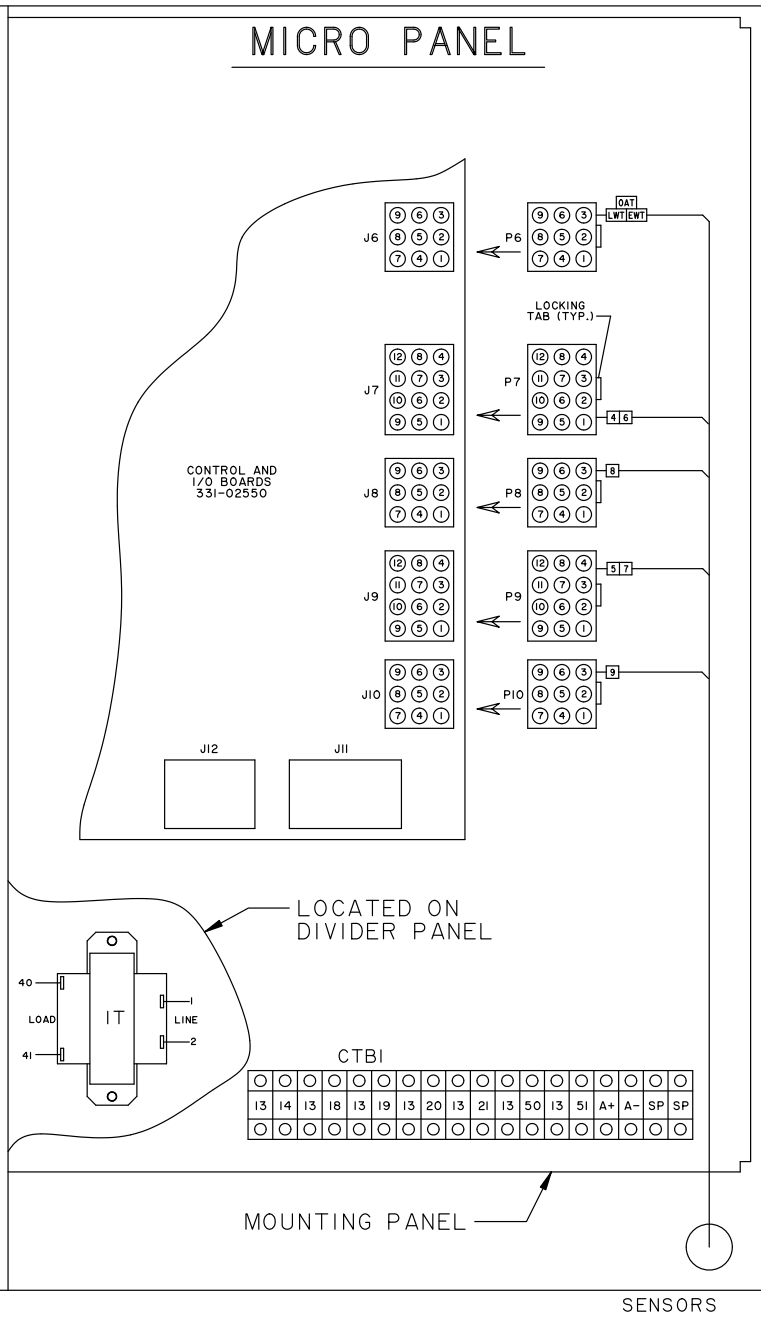 MICRO PANEL
OAT
LWT EWT
J6
9 6 3
8 5 2
7 4 1
P6
9 6 3
8 5 2
7 4 1
LOCKING
TAB (TYP.)
J7
12 8 4
11 7 3
10 6 2
9 5 1
P7
12 8 4
11 7 3
10 6 2
9 5 1
4 6
CONTROL AND
I/O BOARDS
331-02550
J8
9 6 3
8 5 2
7 4 1
P8
9 6 3
8 5 2
7 4 1
8
J9
12 8 4
11 7 3
10 6 2
9 5 1
P9
12 8 4
11 7 3
10 6 2
9 5 1
5 7
J10
9 6 3
8 5 2
7 4 1
P10
9 6 3
8 5 2
7 4 1
9
J12
J11
LOCATED ON
DIVIDER PANEL
40
1
LOAD
1T
LINE
41
2
CTB1
13 14 13 18 13 19 13 20 13 21 13 50 13 51 A+ A- SP SP
MOUNTING PANEL
SENSORS